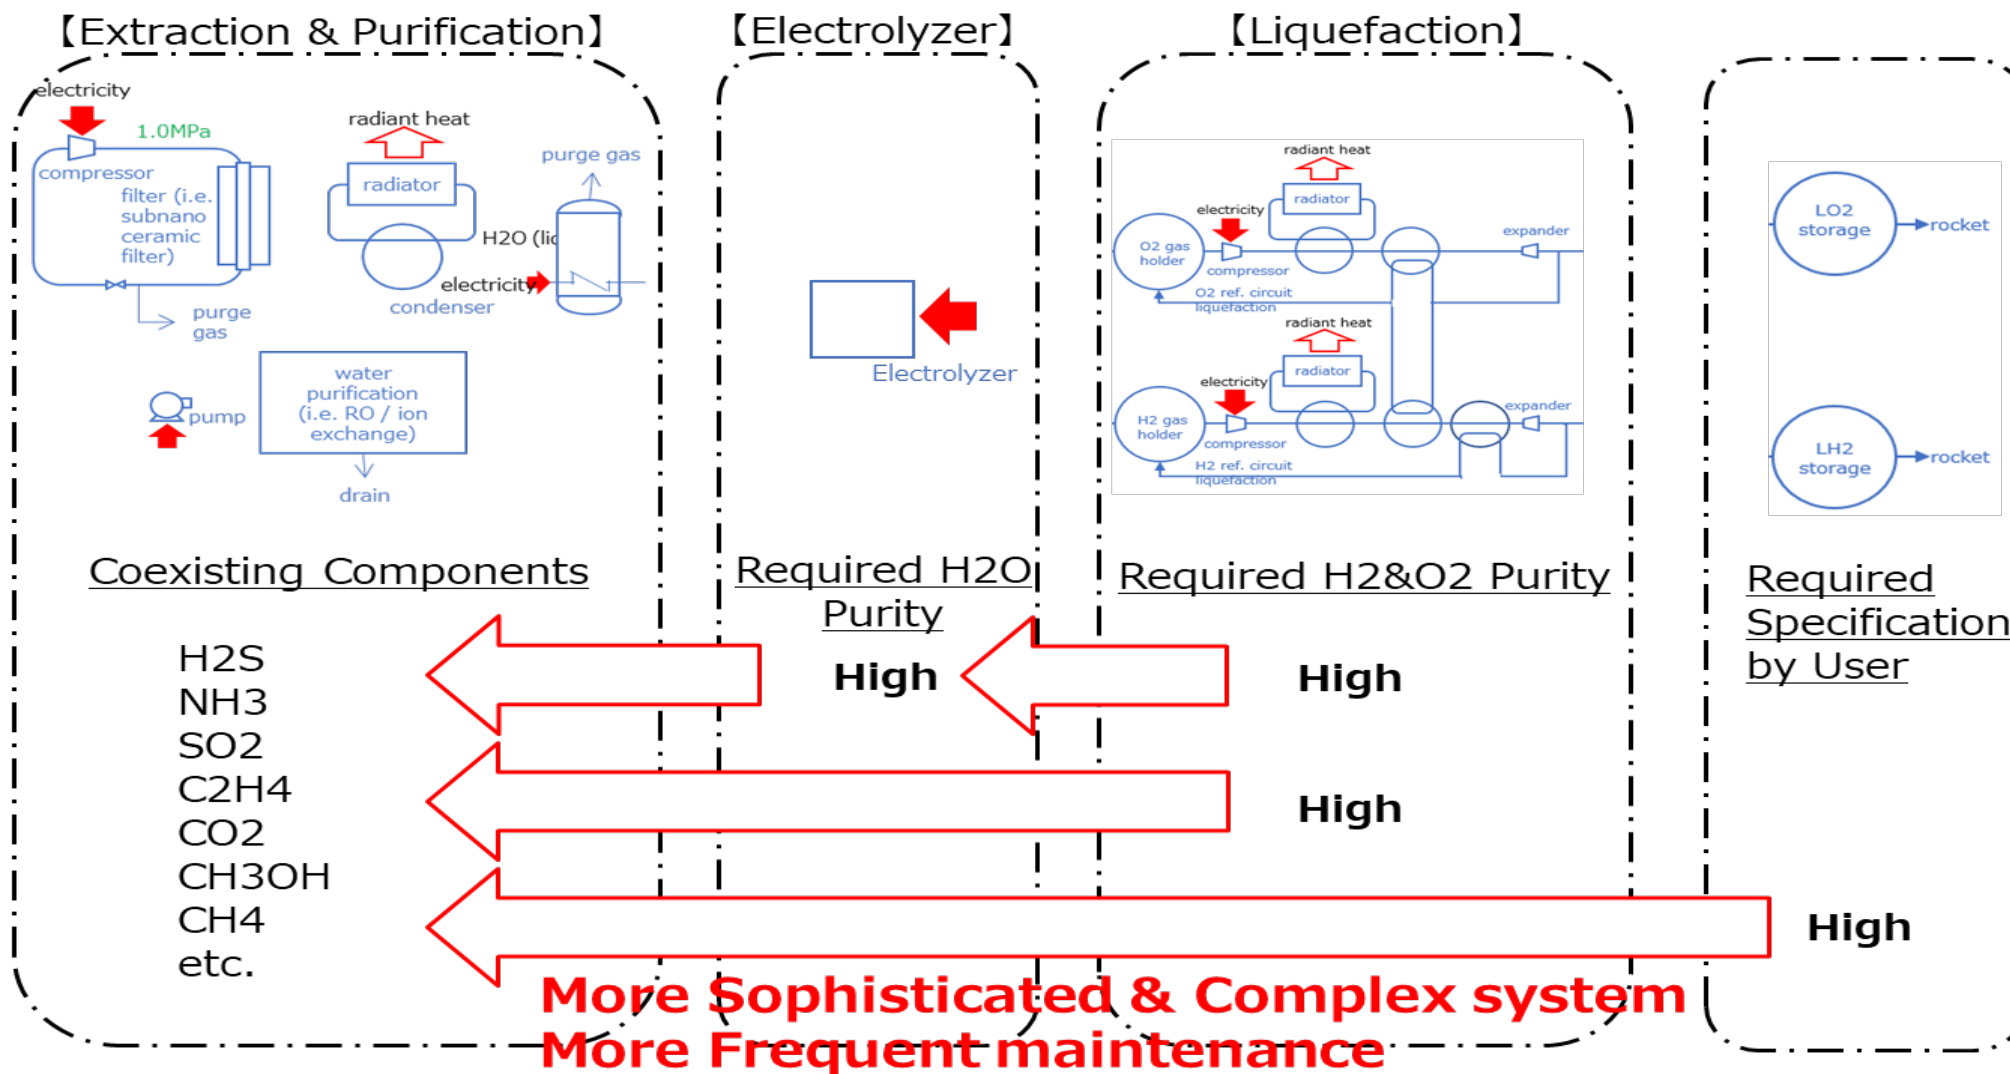 【Extraction & Purification】
【Electrolyzer】
【Liquefaction】
electricity
1.0MPa
compressor
filter (i.e.
subnano
ceramic
filter)
purge
gas
radiant heat
radiator
condenser
purge gas
H2O (lic
electricity
pump
water
purification
(i.e. RO / ion
exchange)
drain
Electrolyzer
radiant heat
radiator
electricity
O2 gas
holder
compressor
expander
O2 ref. circuit
liquefaction
radiant heat
radiator
electricity
H2 gas
holder
compressor
expander
H2 ref. circuit
liquefaction
LO2
storage
rocket
LH2
storage
rocket
Coexisting Components
Required H2O
Purity
Required H2&O2 Purity
Required
Specification
by User
H2S
NH3
SO2
C2H4
CO2
CH3OH
CH4
etc.
High
High
High
High
More Sophisticated & Complex system
More Frequent maintenance